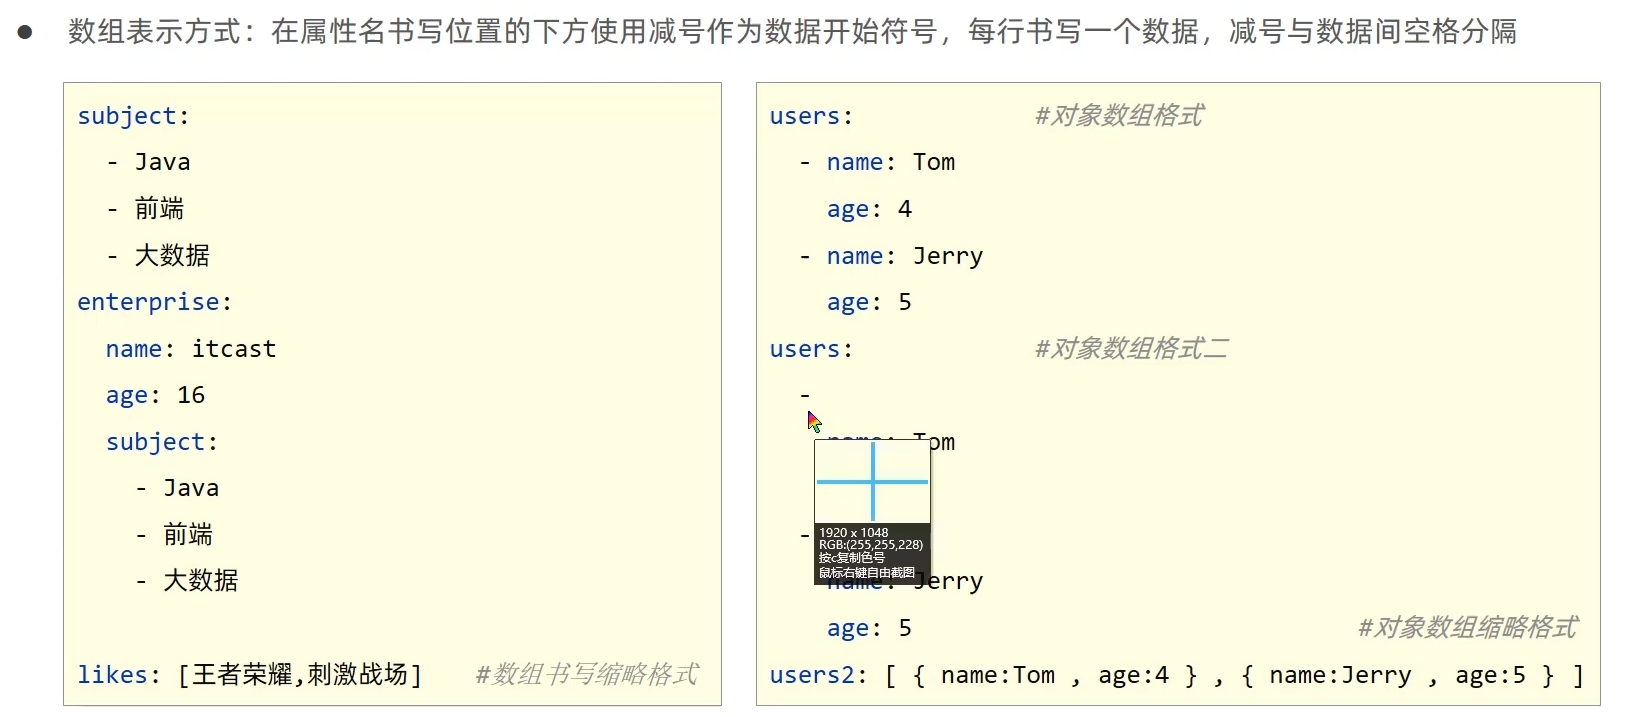 ● 数组表示方式：在属性名书写位置的下方使用减号作为数据开始符号，每行书写一个数据，减号与数据间空格分隔
subject:
- Java
- 前端
- 大数据
enterprise:
name: itcast
age: 16
subject:
- Java
- 前端
- 大数据
likes: [王者荣耀,刺激战场] #数组书写缩略格式
users: #对象数组格式
- name: Tom
age: 4
- name: Jerry
age: 5
users: #对象数组格式二
-
name: Tom
1920 x 1048
RGB:(255,255,228)
按c复制色号
鼠标右键自由截图
-
name: Jerry
age: 5
#对象数组缩略格式
users2: [ { name:Tom , age:4 } , { name:Jerry , age:5 } ]